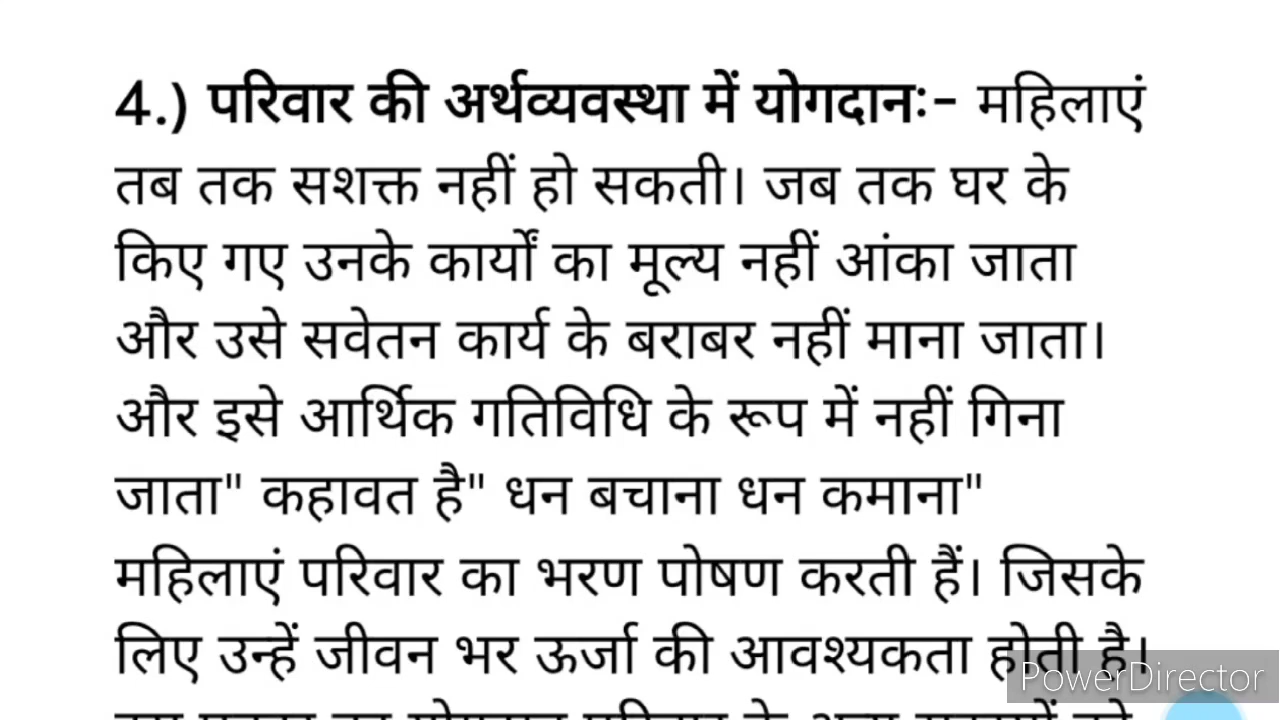 4.) परिवार की अर्थव्यवस्था में योगदानः- महिलाएं
तब तक सशक्त नहीं हो सकती। जब तक घर के
किए गए उनके कार्यों का मूल्य नहीं आंका जाता
और उसे सवेतन कार्य के बराबर नहीं माना जाता।
और इसे आर्थिक गतिविधि के रूप में नहीं गिना
जाता" कहावत है" धन बचाना धन कमाना"
महिलाएं परिवार का भरण पोषण करती हैं। जिसके
लिए उन्हें जीवन भर ऊर्जा की आवश्यकता होती है।
PowerDirector